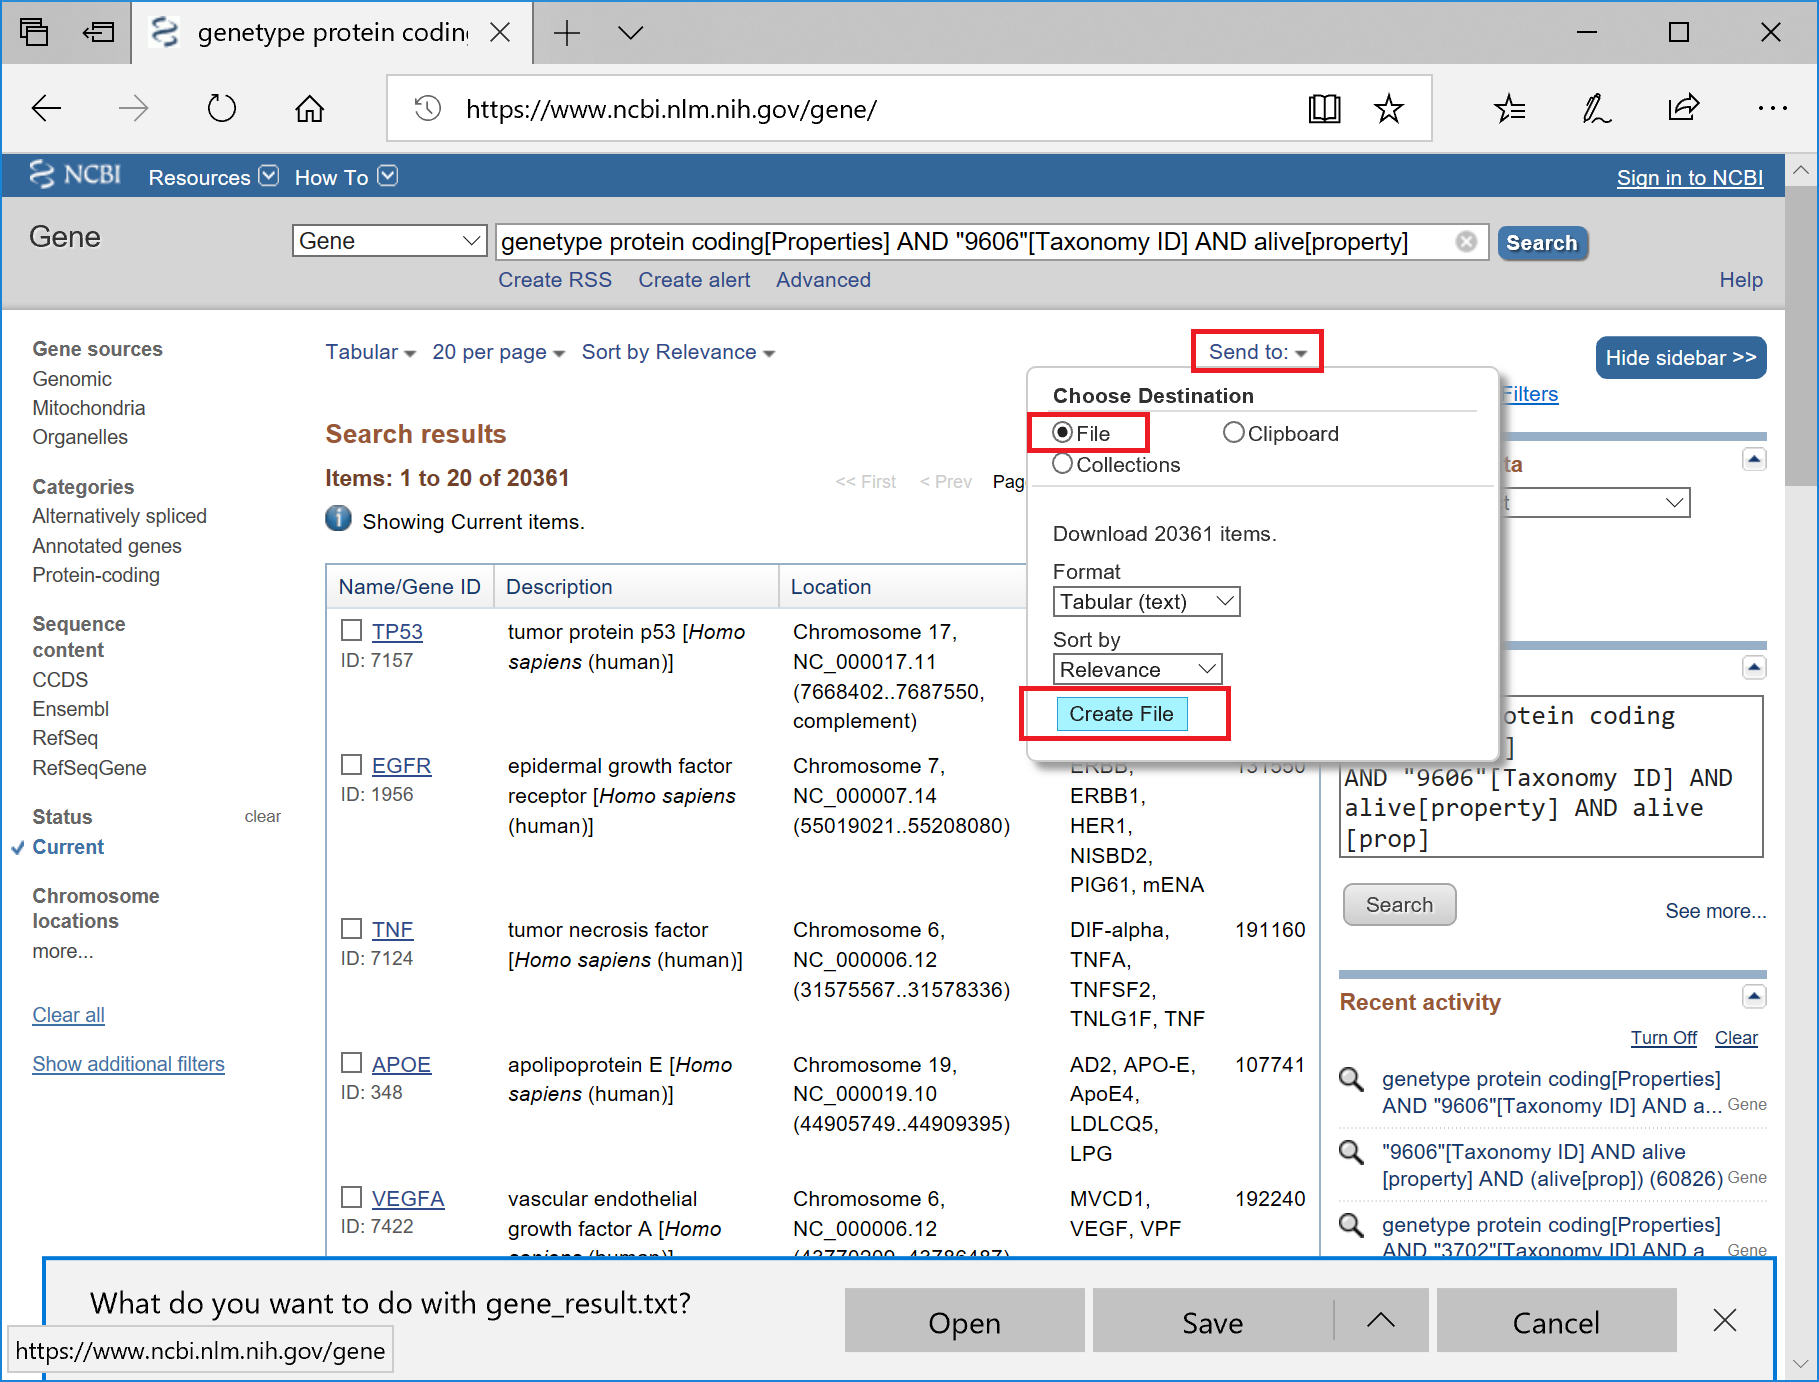 genetype protein coding
https://www.ncbi.nlm.nih.gov/gene/
NCBI Resources How To Sign in to NCBI
Gene
Gene genetype protein coding[Properties] AND "9606"[Taxonomy ID] AND alive[property] Search
Create RSS Create alert Advanced Help
Gene sources
Genomic
Mitochondria
Organelles
Categories
Alternatively spliced
Annotated genes
Protein-coding
Sequence
content
CCDS
Ensembl
RefSeq
RefSeqGene
Status clear
Current
Chromosome
locations
more...
Clear all
Show additional filters
Tabular 20 per page Sort by Relevance Send to:
Search results
Items: 1 to 20 of 20361
<< First < Prev Pag
Showing Current items.
Choose Destination
File Clipboard
Collections
Download 20361 items.
Format
Tabular (text)
Sort by
Relevance
Create File
Name/Gene ID Description Location
TP53
ID: 7157
tumor protein p53 [Homo
sapiens (human)]
Chromosome 17,
NC_000017.11
(7668402..7687550,
complement)
EGFR
ID: 1956
epidermal growth factor
receptor [Homo sapiens
(human)]
Chromosome 7,
NC_000007.14
(55019021..55208080)
ERBB,
ERBB1,
HER1,
NISBD2,
PIG61, mENA
131550
TNF
ID: 7124
tumor necrosis factor
[Homo sapiens (human)]
Chromosome 6,
NC_000006.12
(31575567..31578336)
DIF-alpha,
TNFA,
TNFSF2,
TNLG1F, TNF
191160
APOE
ID: 348
apolipoprotein E [Homo
sapiens (human)]
Chromosome 19,
NC_000019.10
(44905749..44909395)
AD2, APO-E,
ApoE4,
LDLCQ5,
LPG
107741
VEGFA
ID: 7422
vascular endothelial
growth factor A [Homo
sapiens (human)]
Chromosome 6,
NC_000006.12
(43770209..43786487)
MVCD1,
VEGF, VPF
192240
Hide sidebar >>
Filters
ta
t
otein coding
]
AND "9606"[Taxonomy ID] AND
alive[property] AND alive
[prop]
Search
See more...
Recent activity
Turn Off Clear
genetype protein coding[Properties]
AND "9606"[Taxonomy ID] AND a... Gene
"9606"[Taxonomy ID] AND alive
[property] AND (alive[prop]) (60826) Gene
genetype protein coding[Properties]
AND "3702"[Taxonomy ID] AND a Gene
What do you want to do with gene_result.txt?
Open Save Cancel
https://www.ncbi.nlm.nih.gov/gene